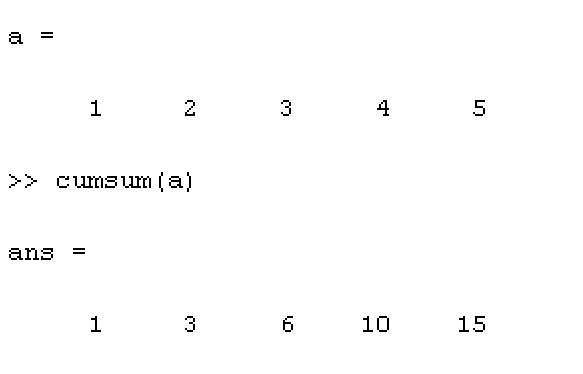 a =
1 2 3 4 5
>> cumsum(a)
ans =
1 3 6 10 15